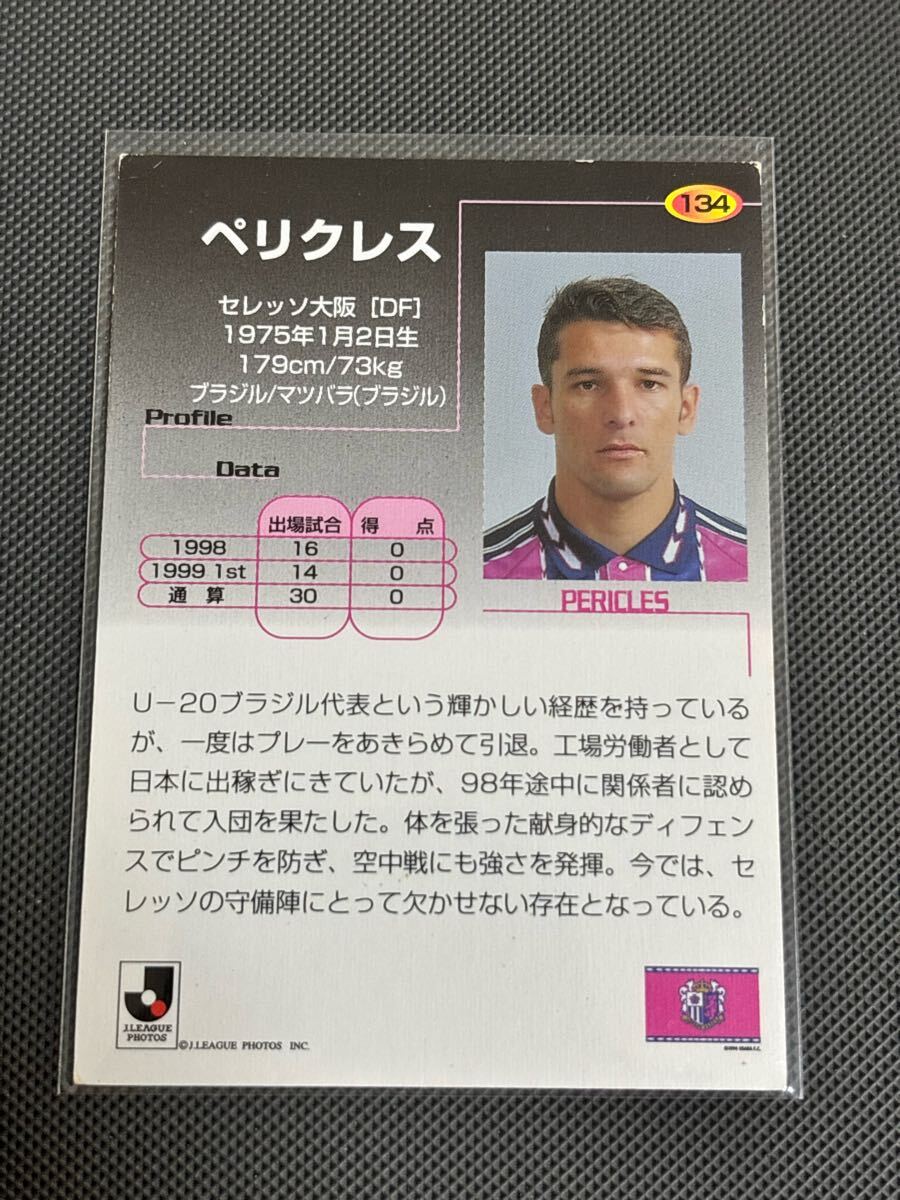 134
ペリクレス
セレッソ大阪［DF］
1975年1月2日生
179cm/73kg
ブラジル/マツバラ(ブラジル)
Profile
Data
出場試合 得　点
1998 16 0
1999 1st 14 0
通　算 30 0
PERICLES
U－20ブラジル代表という輝かしい経歴を持っている
が、一度はプレーをあきらめて引退。工場労働者として
日本に出稼ぎにきていたが、98年途中に関係者に認め
られて入団を果たした。体を張った献身的なディフェン
スでピンチを防ぎ、空中戦にも強さを発揮。今では、セ
レッソの守備陣にとって欠かせない存在となっている。
J.LEAGUE
PHOTOS
©J.LEAGUE PHOTOS INC.